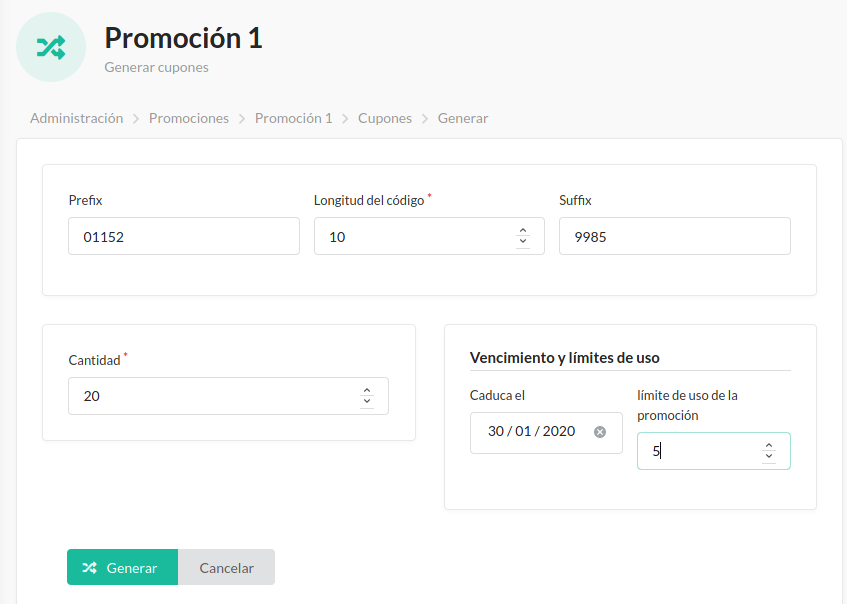 Promoción 1
Generar cupones
Administración > Promociones > Promoción 1 > Cupones > Generar
Prefix
Longitud del código *
Suffix
01152
10
9985
Cantidad *
20
Vencimiento y límites de uso
Caduca el
límite de uso de la
promoción
30 / 01 / 2020
5
Generar
Cancelar